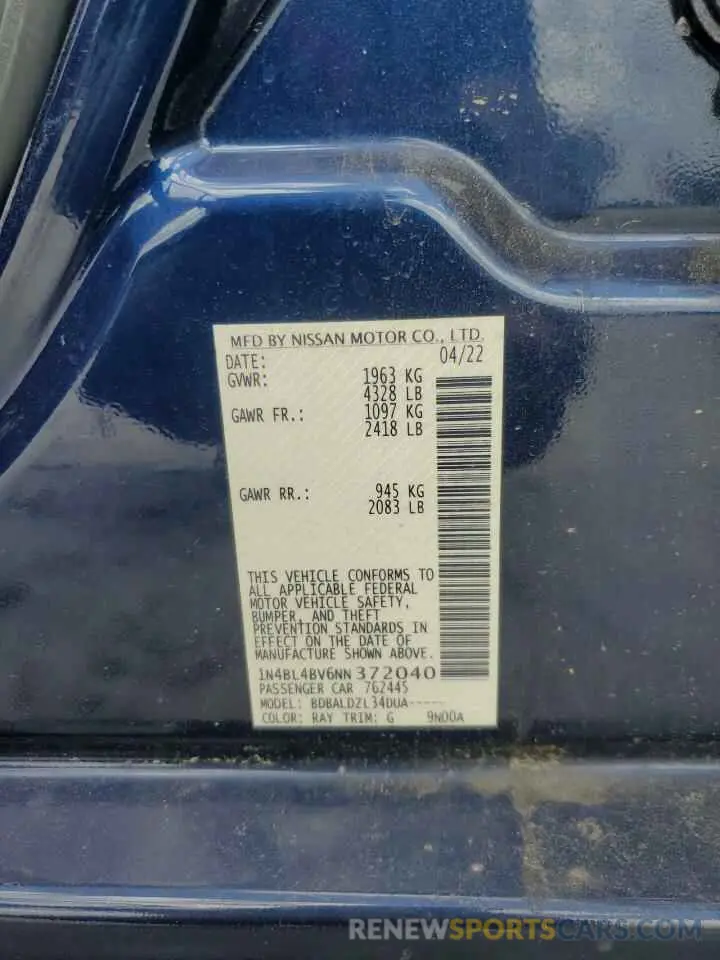 MFD BY NISSAN MOTOR CO., LTD.
DATE: 04/22
GVWR: 1963 KG
4328 LB
GAWR FR.: 1097 KG
2418 LB
GAWR RR.: 945 KG
2083 LB
THIS VEHICLE CONFORMS TO
ALL APPLICABLE FEDERAL
MOTOR VEHICLE SAFETY,
BUMPER, AND THEFT
PREVENTION STANDARDS IN
EFFECT ON THE DATE OF
MANUFACTURE SHOWN ABOVE.
1N4BL4BV6NN372040
PASSENGER CAR 762445
MODEL: BDBALDZL34DUA-----
COLOR: RAY TRIM: G 9N00A
RENEWSPORTSCARS.COM